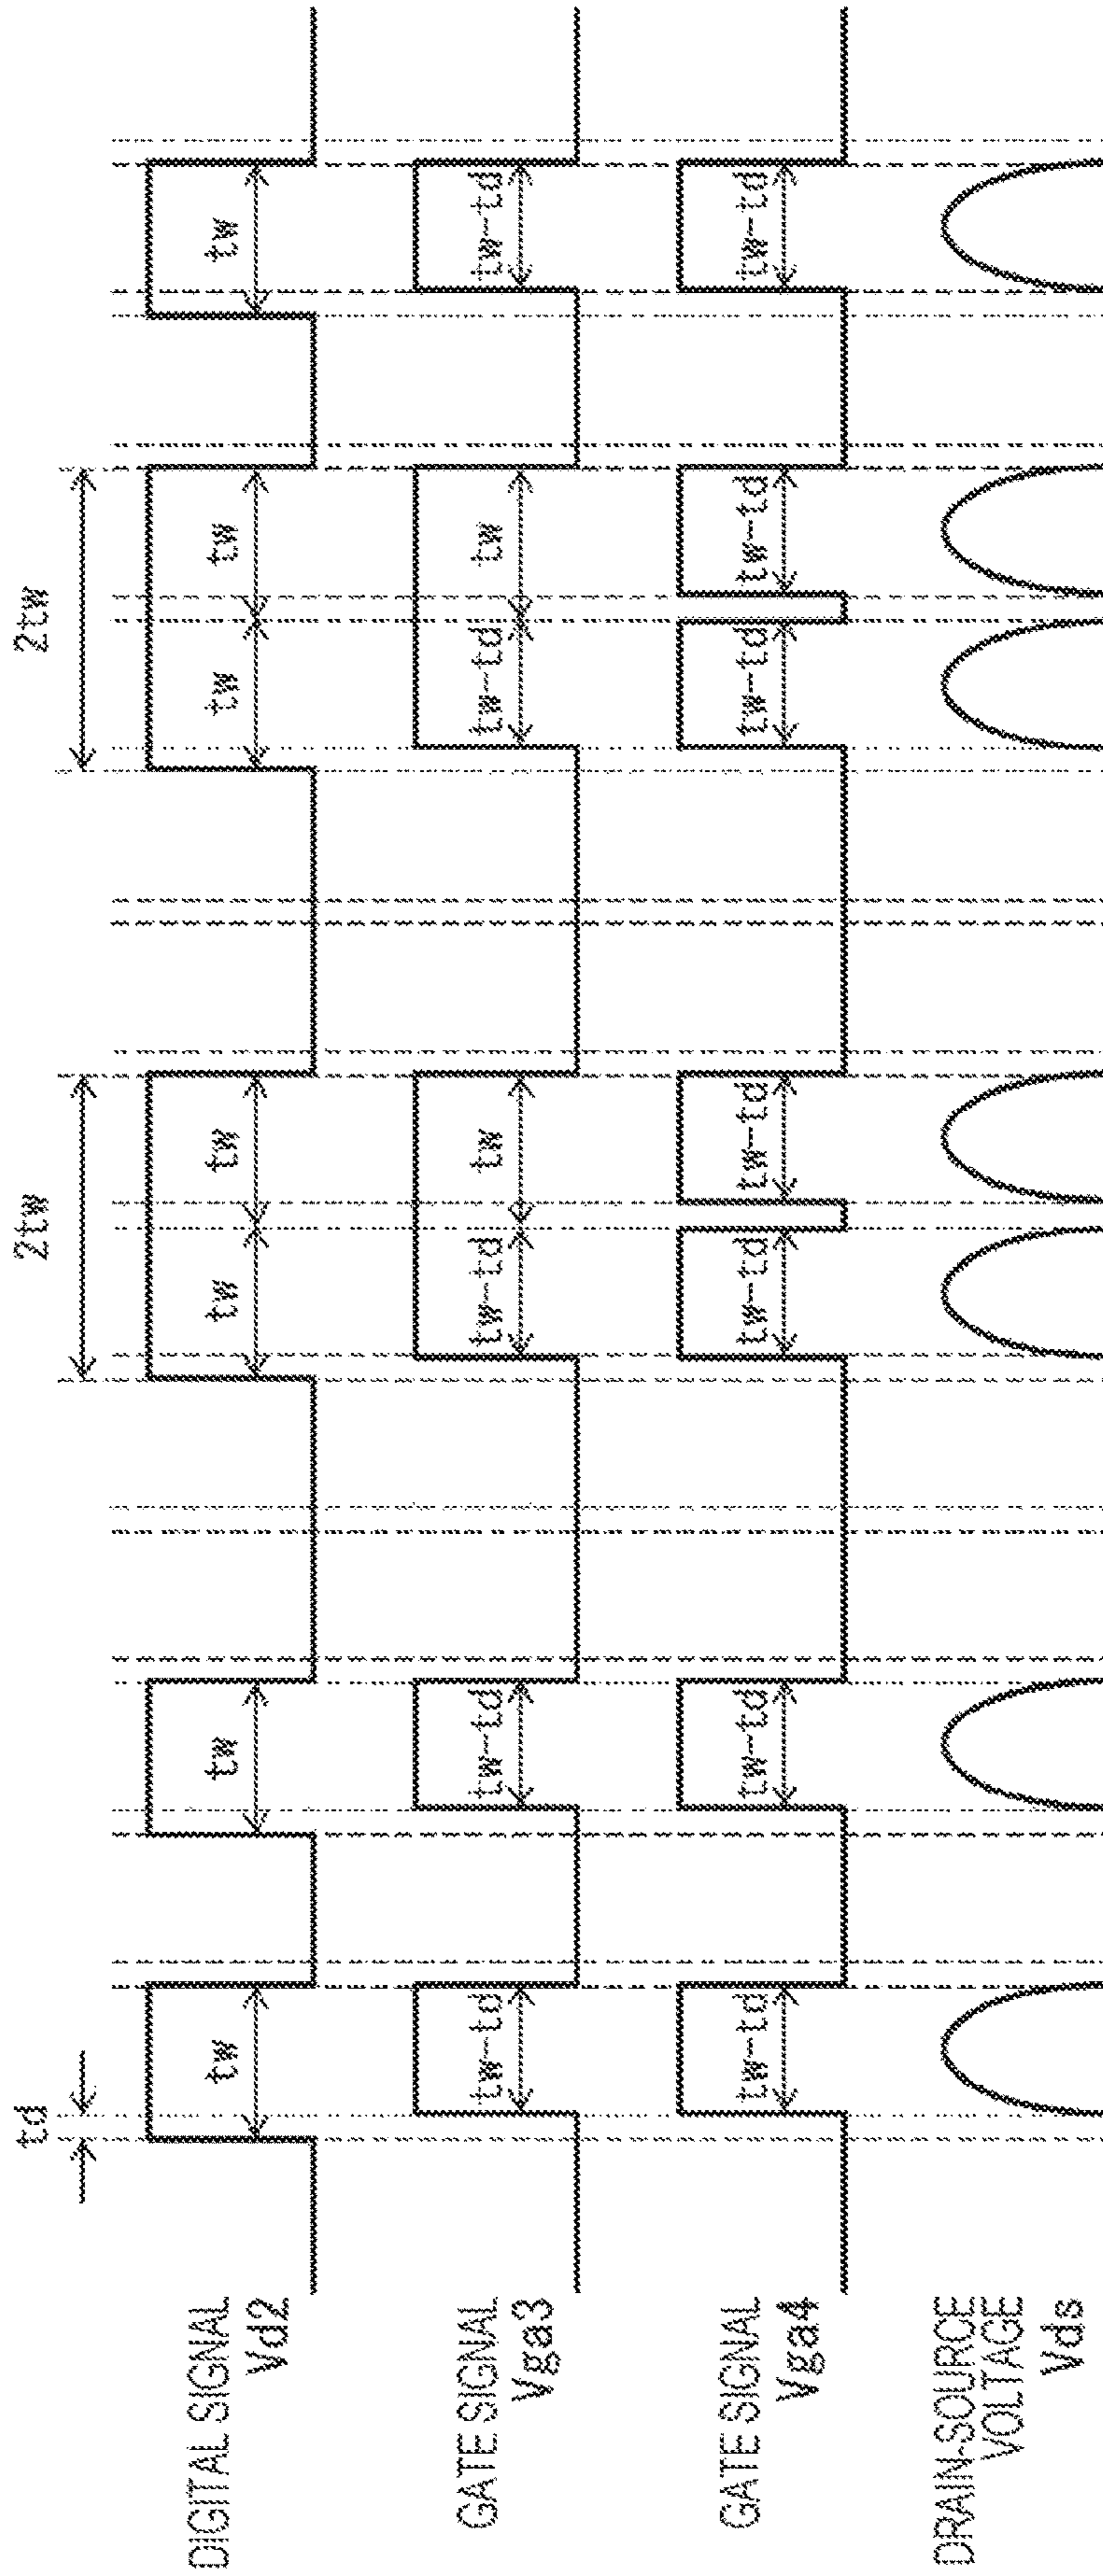 td
2tw
2tw
DIGITAL SIGNAL
Vd2
tw
tw
tw
tw
tw
tw
tw
GATE SIGNAL
Vga3
tw-td
tw-td
tw-td
tw
tw-td
tw
tw-td
GATE SIGNAL
Vga4
tw-td
tw-td
tw-td
tw-td
tw-td
tw-td
tw-td
DRAIN-SOURCE
VOLTAGE
Vds